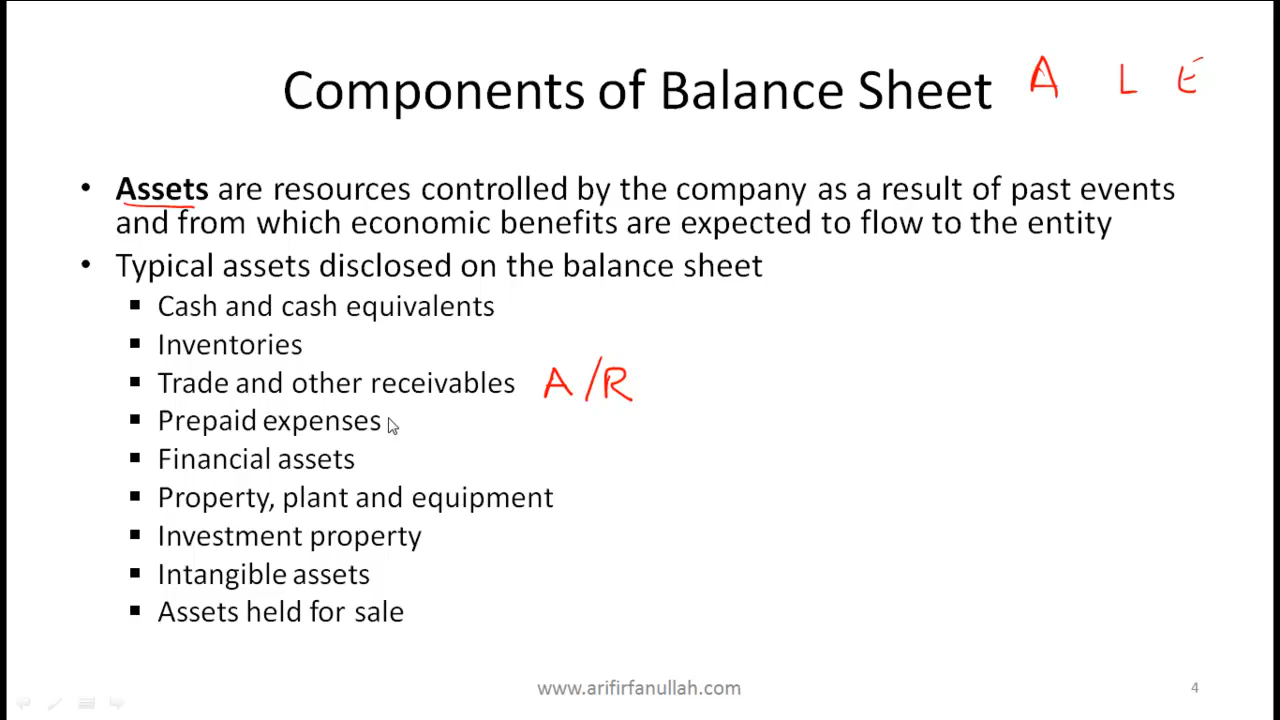 Components of Balance Sheet A L E
• Assets are resources controlled by the company as a result of past events
and from which economic benefits are expected to flow to the entity
• Typical assets disclosed on the balance sheet
▪ Cash and cash equivalents
▪ Inventories
▪ Trade and other receivables A/R
▪ Prepaid expenses
▪ Financial assets
▪ Property, plant and equipment
▪ Investment property
▪ Intangible assets
▪ Assets held for sale
www.arifirfanullah.com 4